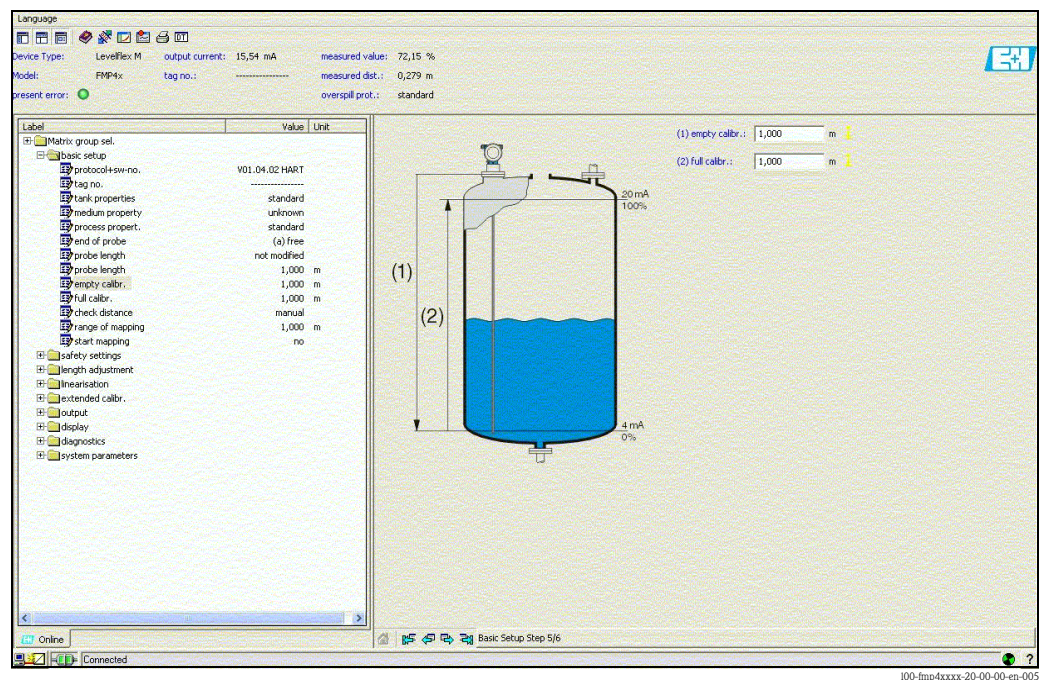 Language
Device Type: Levelflex M output current: 15,54 mA measured value: 72,15 %
Model: FMP4x tag no.: ---------------- measured dist.: 0,279 m
present error: overspill prot.: standard
E+H
Label Value Unit
Matrix group sel.
basic setup
protocol+sw-no. V01.04.02 HART
tag no. ----------------
tank properties standard
medium property unknown
process propert. standard
end of probe (a) free
probe length not modified
probe length 1,000 m
empty calibr. 1,000 m
full calibr. 1,000 m
check distance manual
range of mapping 1,000 m
start mapping no
safety settings
length adjustment
linearisation
extended calibr.
output
display
diagnostics
system parameters
(1) empty calibr.: 1,000 m
(2) full calibr.: 1,000 m
20 mA
100%
(1)
(2)
4 mA
0%
Online
Basic Setup Step 5/6
Connected
?
l00-fmp4xxxx-20-00-00-en-005